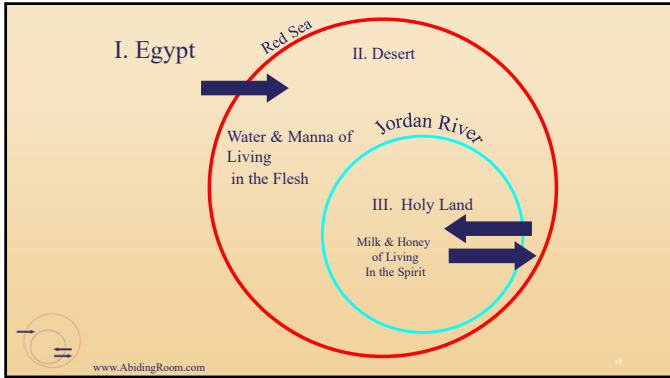 I. Egypt
Red Sea
II. Desert
Jordan River
Water & Manna of
Living
in the Flesh
III. Holy Land
Milk & Honey
of Living
In the Spirit
www.AbidingRoom.com